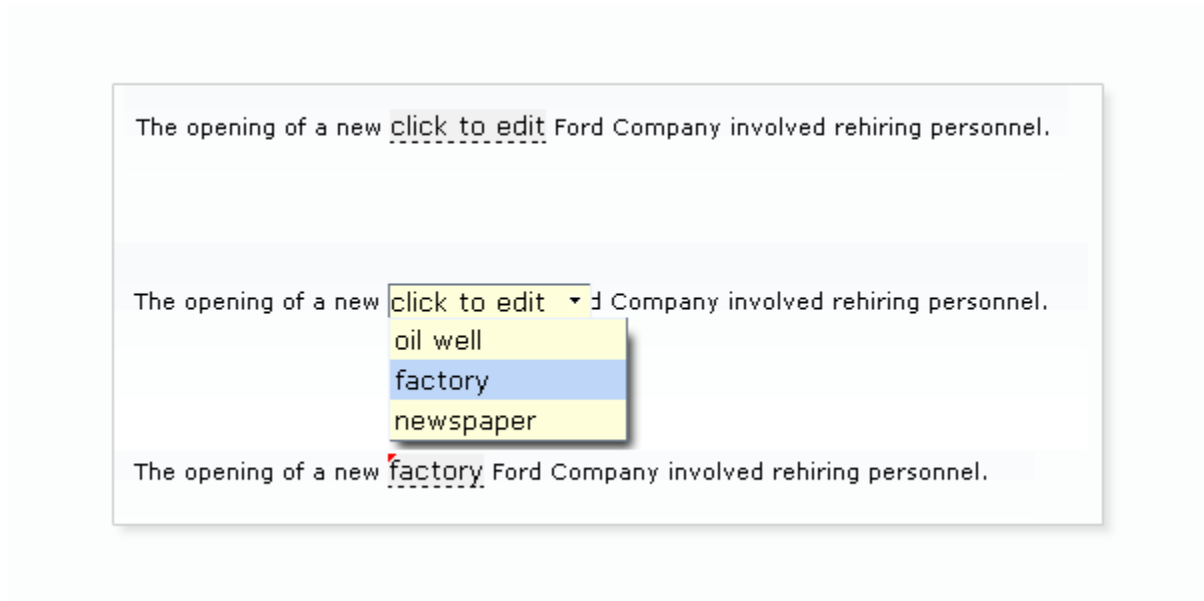 The opening of a new click to edit Ford Company involved rehiring personnel.
The opening of a new click to edit d Company involved rehiring personnel.
oil well
factory
newspaper
The opening of a new factory Ford Company involved rehiring personnel.